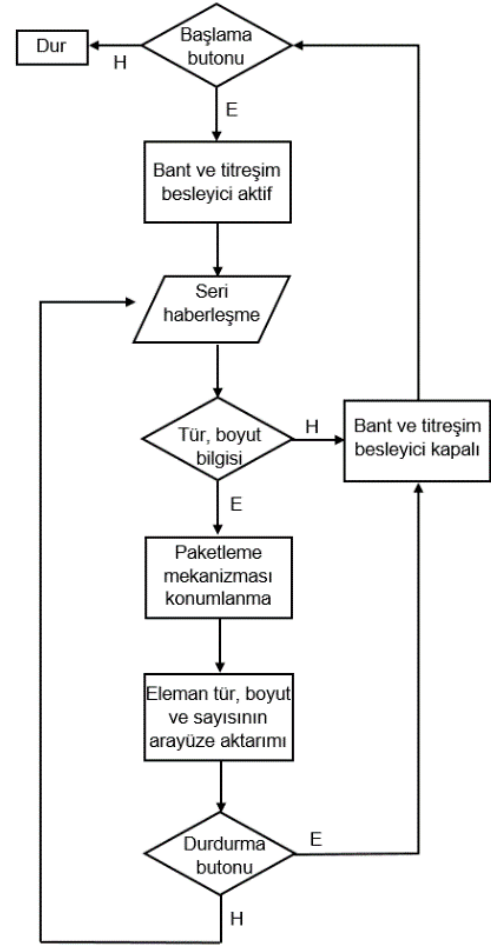 Başlama
butonu
Dur
H
E
Bant ve titreşim
besleyici aktif
Seri
haberleşme
Tür, boyut
bilgisi
H
Bant ve titreşim
besleyici kapalı
E
Paketleme
mekanizması
konumlanma
Eleman tür, boyut
ve sayısının
arayüze aktarımı
Durdurma
butonu
E
H